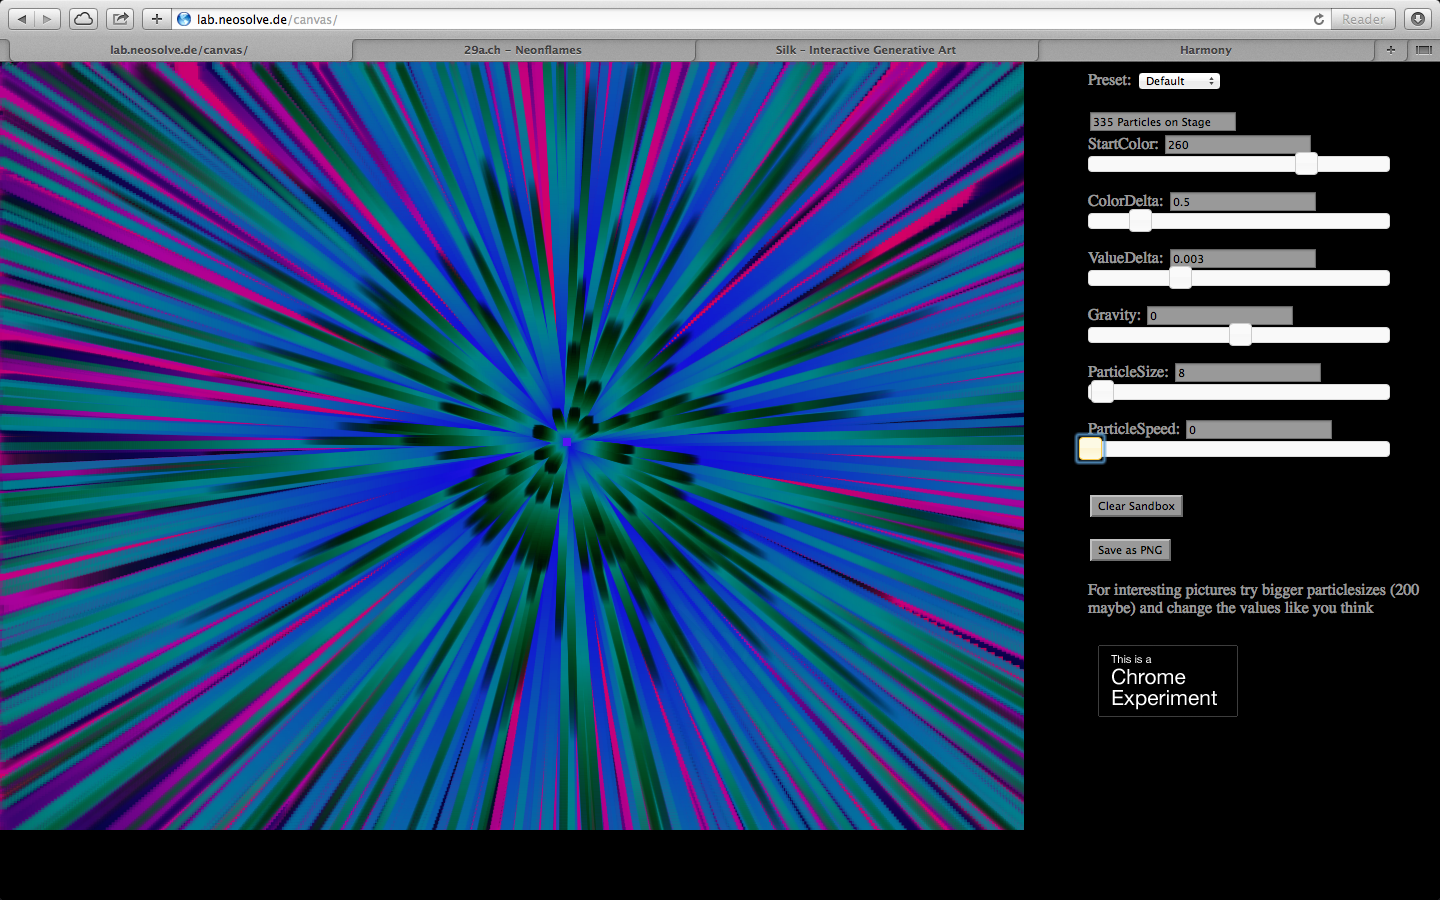 lab.neosolve.de/canvas/
Reader
lab.neosolve.de/canvas/
29a.ch – Neonflames
Silk – Interactive Generative Art
Harmony
Preset: Default
335 Particles on Stage
StartColor: 260
ColorDelta: 0.5
ValueDelta: 0.003
Gravity: 0
ParticleSize: 8
ParticleSpeed: 0
Clear Sandbox
Save as PNG
For interesting pictures try bigger particlesizes (200
maybe) and change the values like you think
This is a
Chrome
Experiment